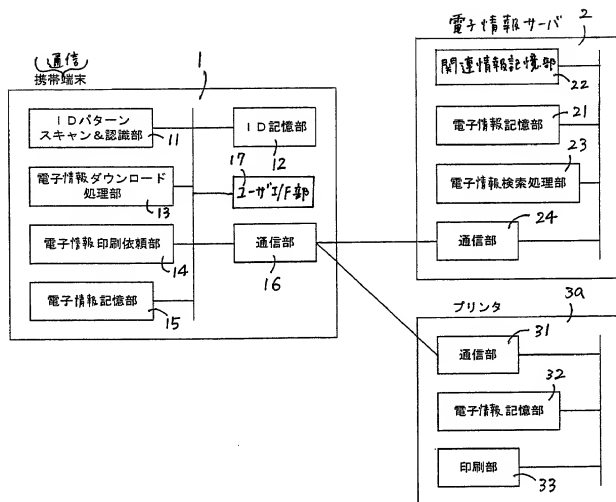 通信
携帯端末
1
IDパターン
スキャン&認識部
11
ID記憶部
12
電子情報ダウンロード
処理部
13
17
ユーザI/F部
電子情報印刷依頼部
14
通信部
16
電子情報記憶部
15
電子情報サーバ
2
関連情報記憶部
22
21
電子情報記憶部
23
電子情報検索処理部
24
通信部
プリンタ
3a
31
通信部
32
電子情報記憶部
印刷部
33